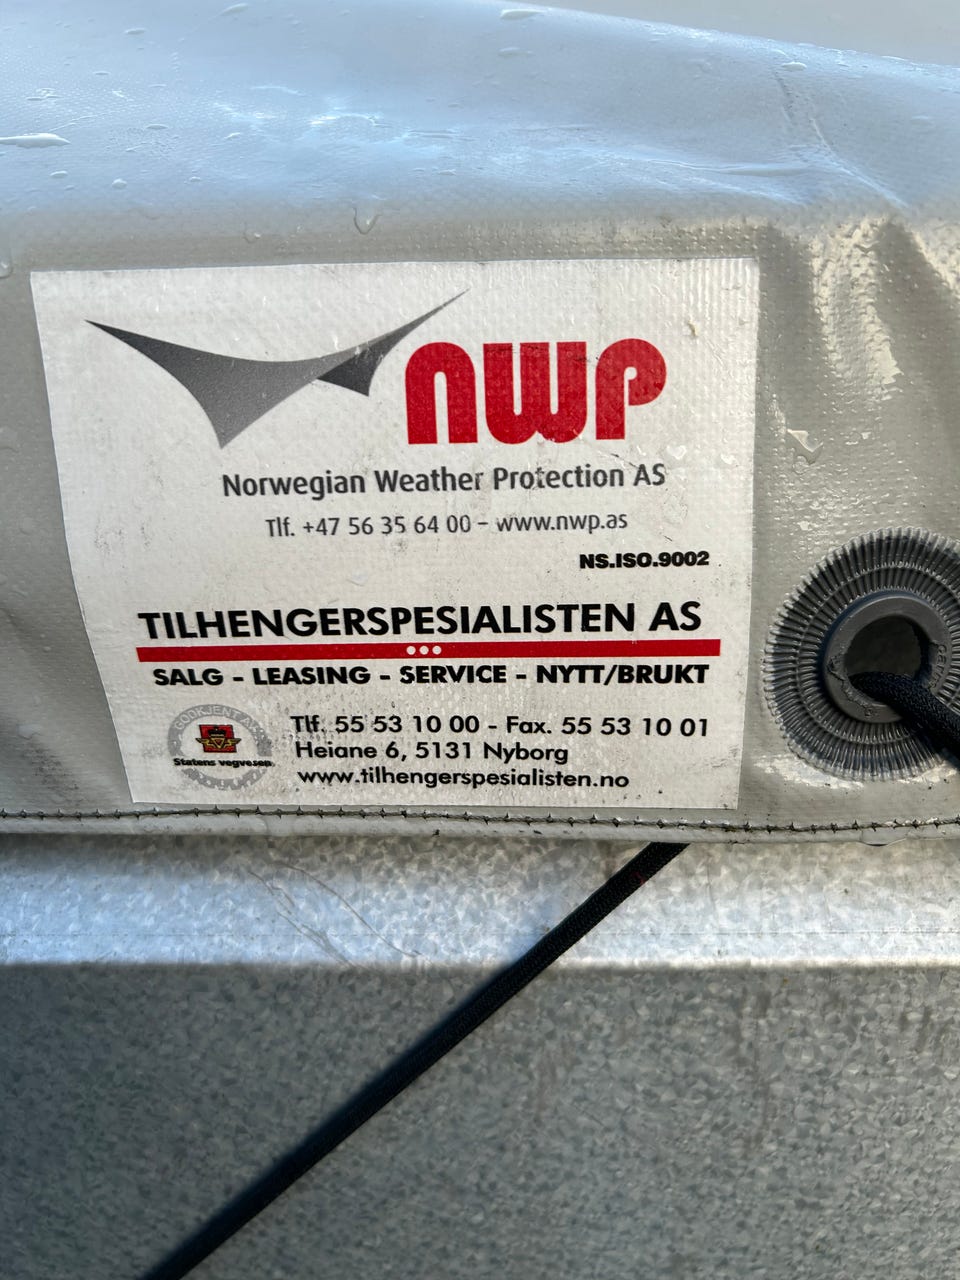 nwp
Norwegian Weather Protection AS
Tlf. +47 56 35 64 00 – www.nwp.as
NS.ISO.9002
TILHENGERSPESIALISTEN AS
SALG - LEASING - SERVICE - NYTT/BRUKT
GODKJENT AV
Statens vegvesen
Tlf. 55 53 10 00 - Fax. 55 53 10 01
Heiane 6, 5131 Nyborg
www.tilhengerspesialisten.no